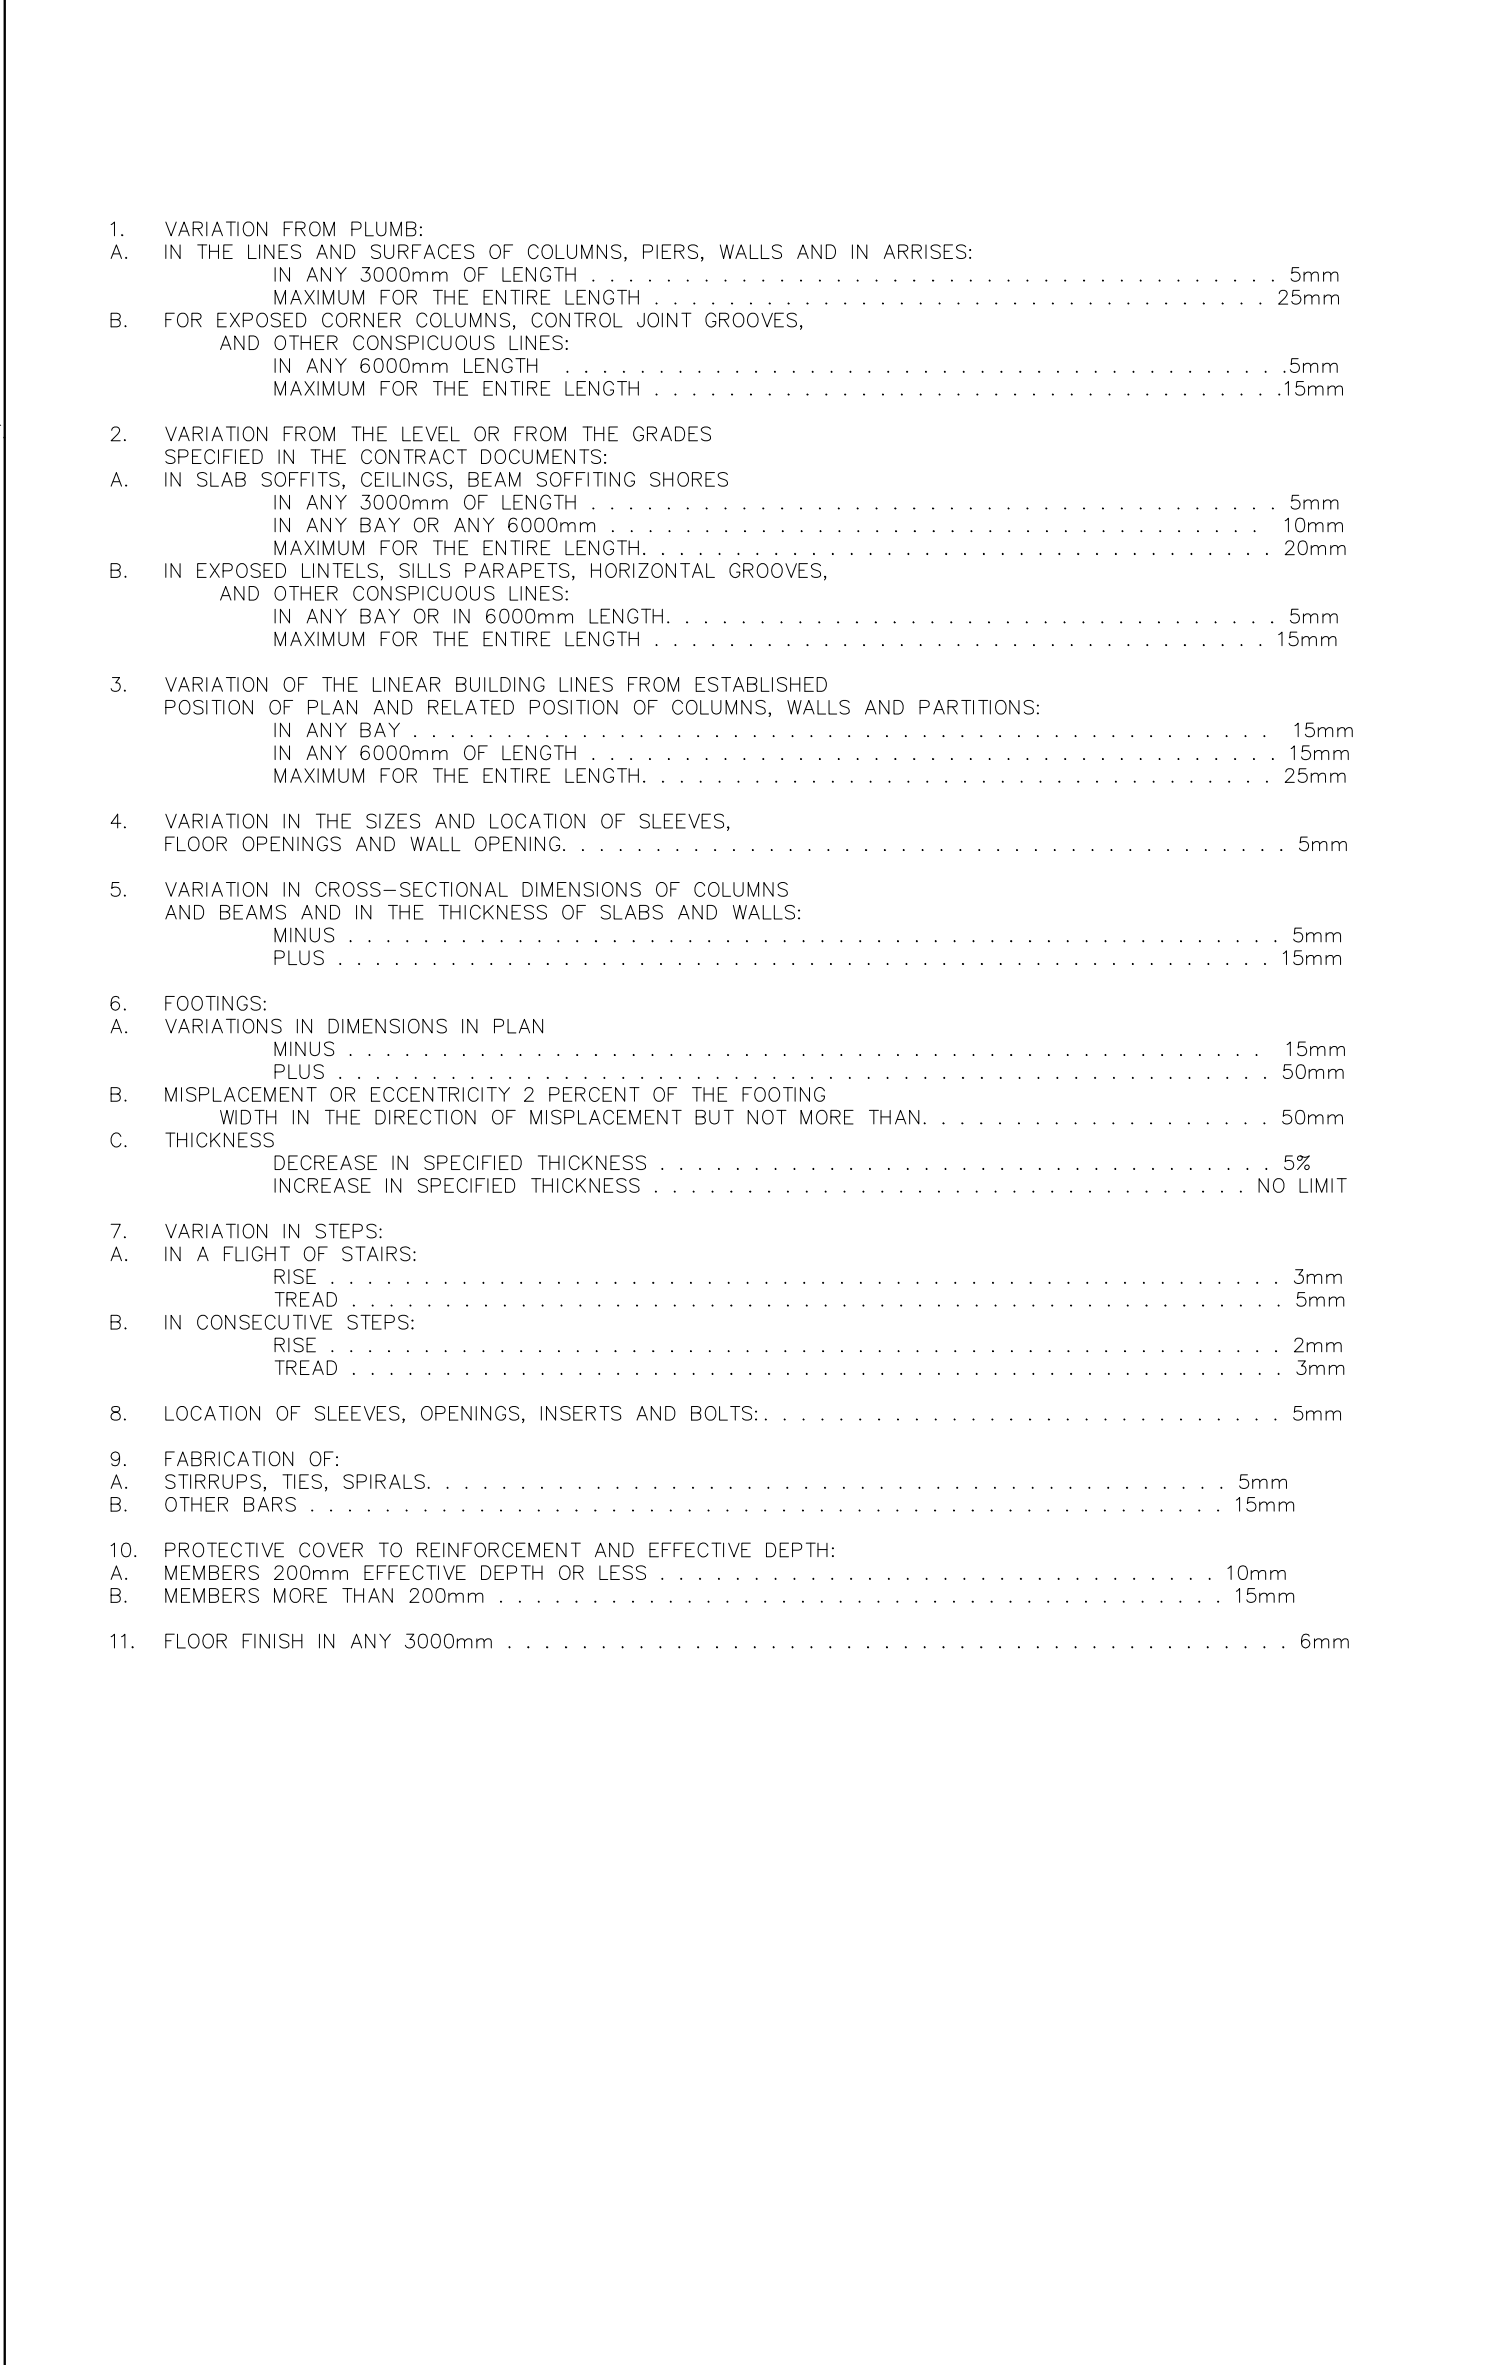 1. VARIATION FROM PLUMB:
A. IN THE LINES AND SURFACES OF COLUMNS, PIERS, WALLS AND IN ARRISES:
IN ANY 3000mm OF LENGTH . . . . . . . . . . . . . . . . . . . . 5mm
MAXIMUM FOR THE ENTIRE LENGTH . . . . . . . . . . . . . . . . . . . . 25mm
B. FOR EXPOSED CORNER COLUMNS, CONTROL JOINT GROOVES,
AND OTHER CONSPICUOUS LINES:
IN ANY 6000mm LENGTH . . . . . . . . . . . . . . . . . . . . .5mm
MAXIMUM FOR THE ENTIRE LENGTH . . . . . . . . . . . . . . . . . . . . .15mm
2. VARIATION FROM THE LEVEL OR FROM THE GRADES
SPECIFIED IN THE CONTRACT DOCUMENTS:
A. IN SLAB SOFFITS, CEILINGS, BEAM SOFFITING SHORES
IN ANY 3000mm OF LENGTH . . . . . . . . . . . . . . . . . . . . 5mm
IN ANY BAY OR ANY 6000mm . . . . . . . . . . . . . . . . . . . . 10mm
MAXIMUM FOR THE ENTIRE LENGTH. . . . . . . . . . . . . . . . . . . . 20mm
B. IN EXPOSED LINTELS, SILLS PARAPETS, HORIZONTAL GROOVES,
AND OTHER CONSPICUOUS LINES:
IN ANY BAY OR IN 6000mm LENGTH. . . . . . . . . . . . . . . . . . . . 5mm
MAXIMUM FOR THE ENTIRE LENGTH . . . . . . . . . . . . . . . . . . . . 15mm
3. VARIATION OF THE LINEAR BUILDING LINES FROM ESTABLISHED
POSITION OF PLAN AND RELATED POSITION OF COLUMNS, WALLS AND PARTITIONS:
IN ANY BAY . . . . . . . . . . . . . . . . . . . . 15mm
IN ANY 6000mm OF LENGTH . . . . . . . . . . . . . . . . . . . . 15mm
MAXIMUM FOR THE ENTIRE LENGTH. . . . . . . . . . . . . . . . . . . . 25mm
4. VARIATION IN THE SIZES AND LOCATION OF SLEEVES,
FLOOR OPENINGS AND WALL OPENING. . . . . . . . . . . . . . . . . . . . 5mm
5. VARIATION IN CROSS–SECTIONAL DIMENSIONS OF COLUMNS
AND BEAMS AND IN THE THICKNESS OF SLABS AND WALLS:
MINUS . . . . . . . . . . . . . . . . . . . . 5mm
PLUS . . . . . . . . . . . . . . . . . . . . 15mm
6. FOOTINGS:
A. VARIATIONS IN DIMENSIONS IN PLAN
MINUS . . . . . . . . . . . . . . . . . . . . 15mm
PLUS . . . . . . . . . . . . . . . . . . . . 50mm
B. MISPLACEMENT OR ECCENTRICITY 2 PERCENT OF THE FOOTING
WIDTH IN THE DIRECTION OF MISPLACEMENT BUT NOT MORE THAN. . . . . . . . . . . . . . . . . . . 50mm
C. THICKNESS
DECREASE IN SPECIFIED THICKNESS . . . . . . . . . . . . . . . . . . . . 5%
INCREASE IN SPECIFIED THICKNESS . . . . . . . . . . . . . . . . . . . . NO LIMIT
7. VARIATION IN STEPS:
A. IN A FLIGHT OF STAIRS:
RISE . . . . . . . . . . . . . . . . . . . . 3mm
TREAD . . . . . . . . . . . . . . . . . . . . 5mm
B. IN CONSECUTIVE STEPS:
RISE . . . . . . . . . . . . . . . . . . . . 2mm
TREAD . . . . . . . . . . . . . . . . . . . . 3mm
8. LOCATION OF SLEEVES, OPENINGS, INSERTS AND BOLTS:. . . . . . . . . . . . . . . . . . . . 5mm
9. FABRICATION OF:
A. STIRRUPS, TIES, SPIRALS. . . . . . . . . . . . . . . . . . . . 5mm
B. OTHER BARS . . . . . . . . . . . . . . . . . . . . 15mm
10. PROTECTIVE COVER TO REINFORCEMENT AND EFFECTIVE DEPTH:
A. MEMBERS 200mm EFFECTIVE DEPTH OR LESS . . . . . . . . . . . . . . . . . . . . 10mm
B. MEMBERS MORE THAN 200mm . . . . . . . . . . . . . . . . . . . . 15mm
11. FLOOR FINISH IN ANY 3000mm . . . . . . . . . . . . . . . . . . . . 6mm